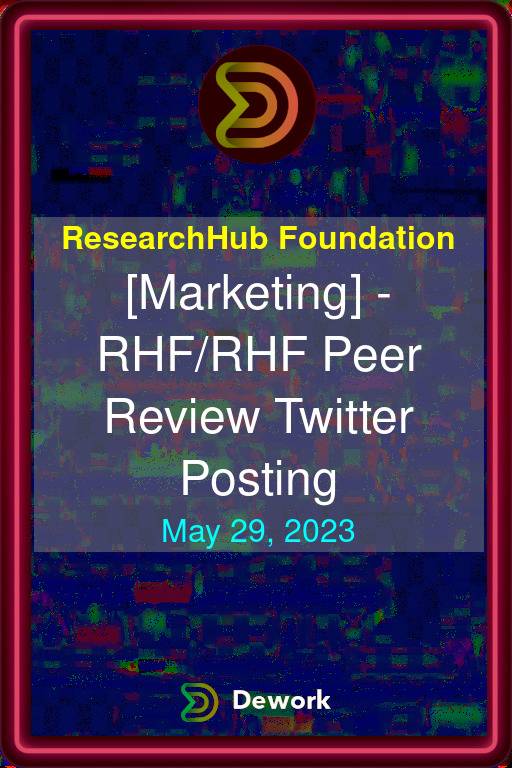 ResearchHub Foundation
[Marketing] -
RHF/RHF Peer
Review Twitter
Posting
May 29, 2023
Dework